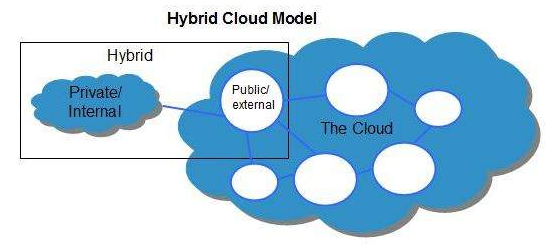 Hybrid Cloud Model
Hybrid
Private/
Internal
Public/
external
The Cloud